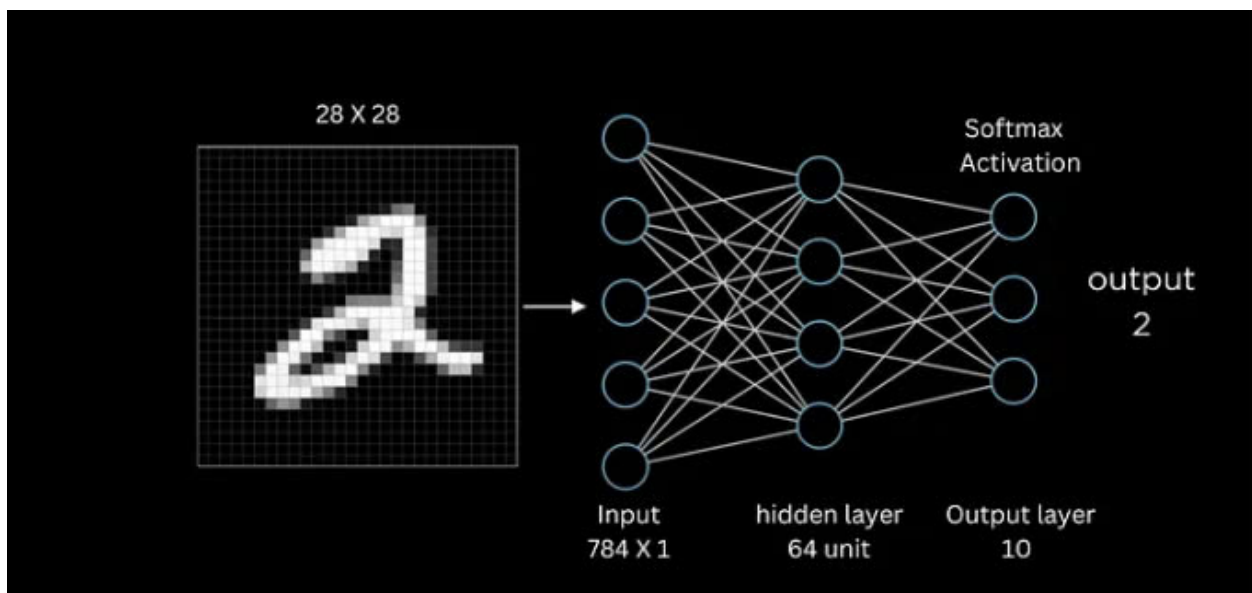 28 X 28
Softmax
Activation
output
2
Input
784 X 1
hidden layer
64 unit
Output layer
10